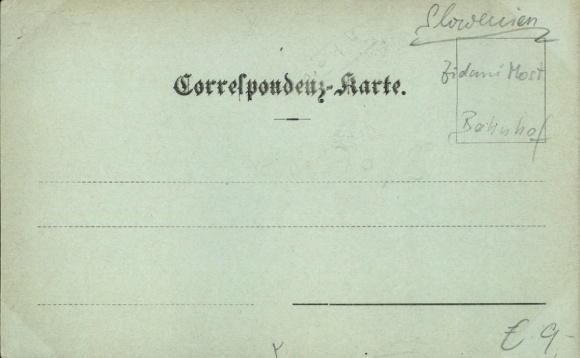 Slowenien
Zidani Most
Correspondenz-Karte.
Bahnhof
€ 9,-